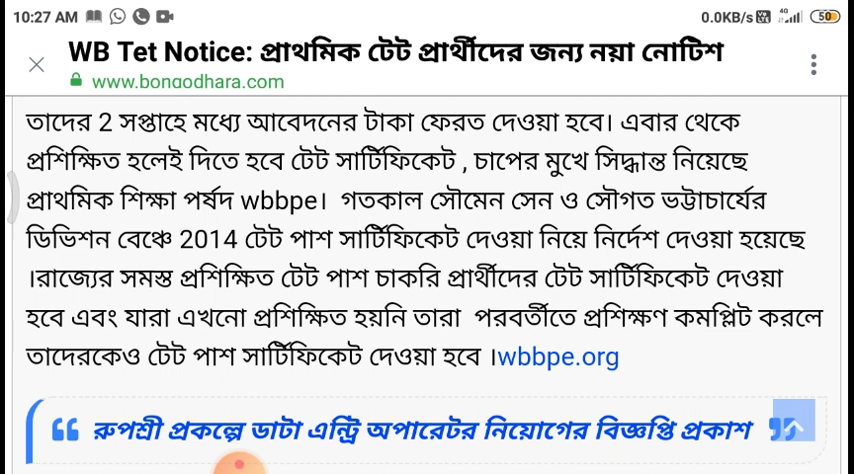 10:27 AM 0.0KB/s 4G 50
WB Tet Notice: প্রাথমিক টেট প্রার্থীদের জন্য নয়া নোটিশ
www.bongodhara.com
তাদের 2 সপ্তাহে মধ্যে আবেদনের টাকা ফেরত দেওয়া হবে। এবার থেকে
প্রশিক্ষিত হলেই দিতে হবে টেট সার্টিফিকেট , চাপের মুখে সিদ্ধান্ত নিয়েছে
প্রাথমিক শিক্ষা পর্ষদ wbbpe। গতকাল সৌমেন সেন ও সৌগত ভট্টাচার্যের
ডিভিশন বেঞ্চে 2014 টেট পাশ সার্টিফিকেট দেওয়া নিয়ে নির্দেশ দেওয়া হয়েছে
।রাজ্যের সমস্ত প্রশিক্ষিত টেট পাশ চাকরি প্রার্থীদের টেট সার্টিফিকেট দেওয়া
হবে এবং যারা এখনো প্রশিক্ষিত হয়নি তারা পরবর্তীতে প্রশিক্ষণ কমপ্লিট করলে
তাদেরকেও টেট পাশ সার্টিফিকেট দেওয়া হবে ।wbbpe.org
❝ রুপশ্রী প্রকল্পে ডাটা এন্ট্রি অপারেটর নিয়োগের বিজ্ঞপ্তি প্রকাশ ❞